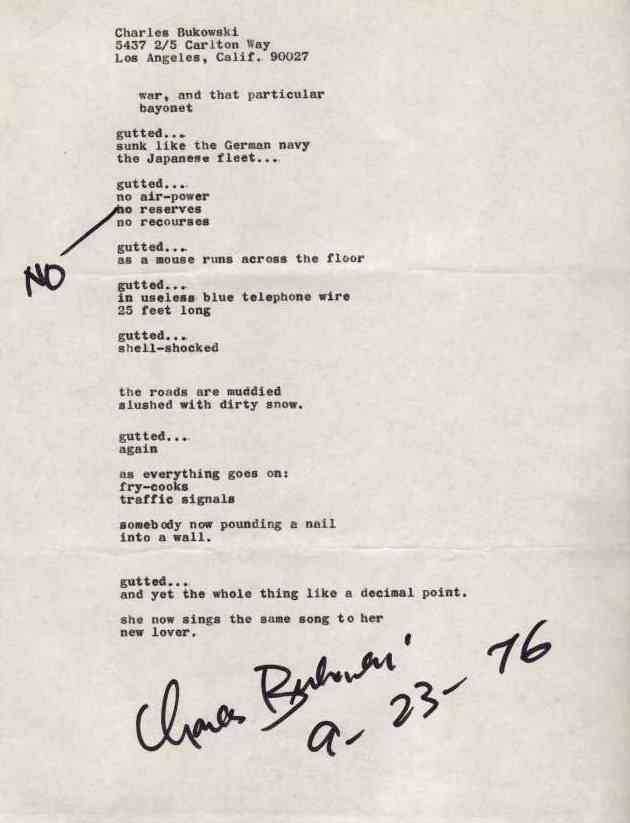 Charles Bukowski
5437 2/5 Carlton Way
Los Angeles, Calif. 90027
war, and that particular
bayonet
gutted...
sunk like the German navy
the Japanese fleet...
gutted...
no air-power
no reserves
no recourses
NO
gutted...
as a mouse runs across the floor
gutted...
in useless blue telephone wire
25 feet long
gutted...
shell-shocked
the roads are muddied
slushed with dirty snow.
gutted...
again
as everything goes on:
fry-cooks
traffic signals
somebody now pounding a nail
into a wall.
gutted...
and yet the whole thing like a decimal point.
she now sings the same song to her
new lover.
Charles Bukowski
9-23-76